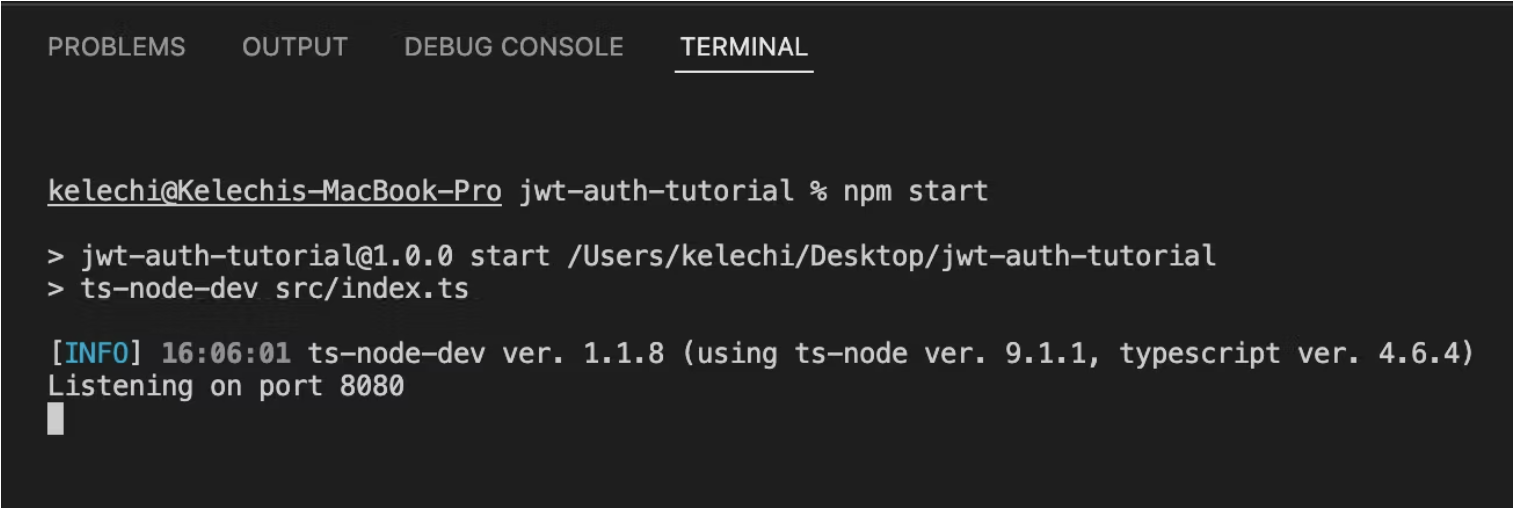 PROBLEMS OUTPUT DEBUG CONSOLE TERMINAL
kelechi@Kelechis-MacBook-Pro jwt-auth-tutorial % npm start
> jwt-auth-tutorial@1.0.0 start /Users/kelechi/Desktop/jwt-auth-tutorial
> ts-node-dev src/index.ts
[INFO] 16:06:01 ts-node-dev ver. 1.1.8 (using ts-node ver. 9.1.1, typescript ver. 4.6.4)
Listening on port 8080